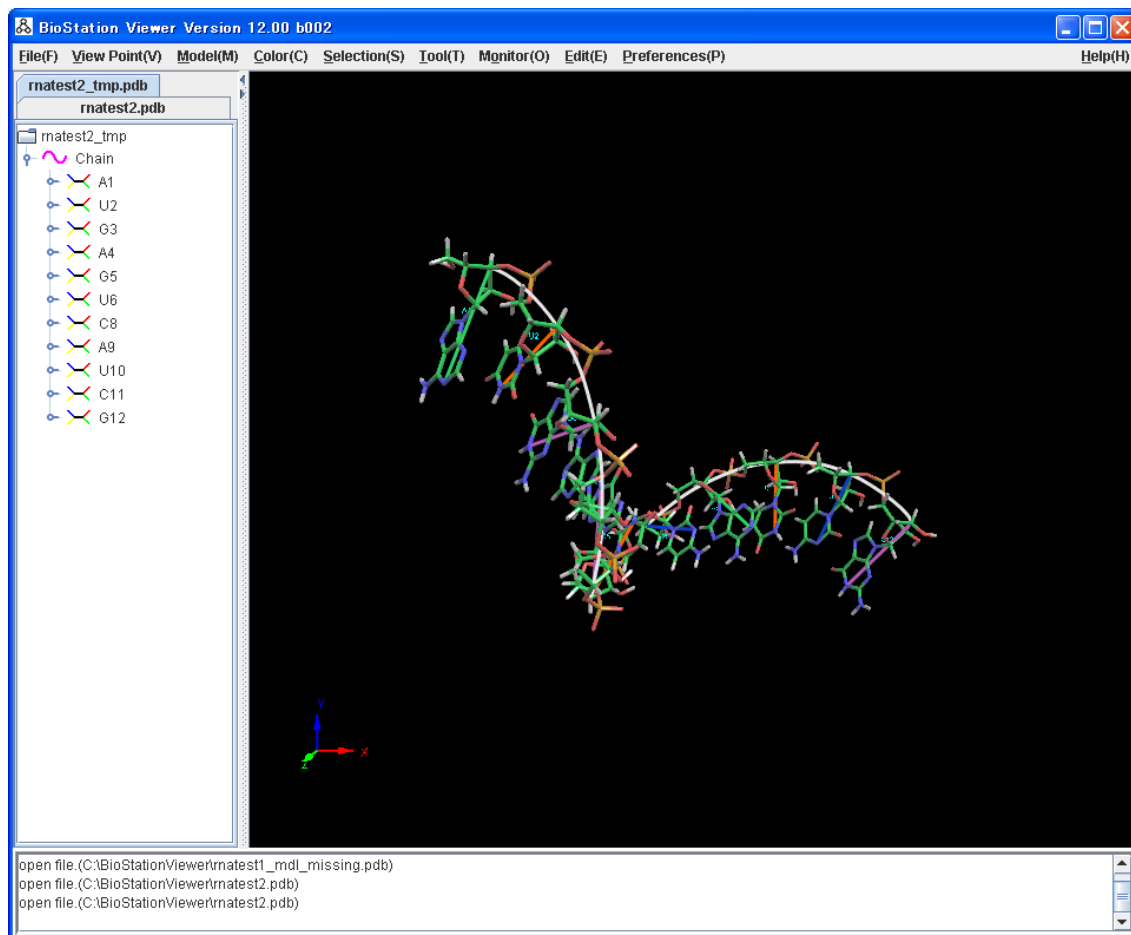 BioStation Viewer Version 12.00 b002
File(F) View Point(V) Model(M) Color(C) Selection(S) Tool(T) Monitor(O) Edit(E) Preferences(P) Help(H)
rnatest2_tmp.pdb
rnatest2.pdb
rnatest2_tmp
Chain
A1
U2
G3
A4
G5
U6
C8
A9
U10
C11
G12
U2
Y
X
Z
open file.(C:\BioStationViewer\rnatest1_mdl_missing.pdb)
open file.(C:\BioStationViewer\rnatest2.pdb)
open file.(C:\BioStationViewer\rnatest2.pdb)